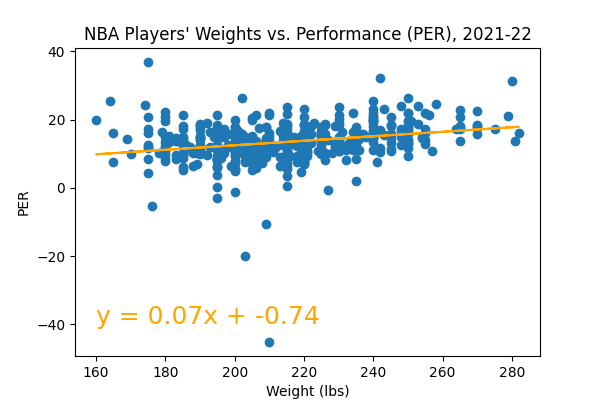 NBA Players' Weights vs. Performance (PER), 2021-22
40
20
0
−20
−40
PER
y = 0.07x + -0.74
160 180 200 220 240 260 280
Weight (lbs)